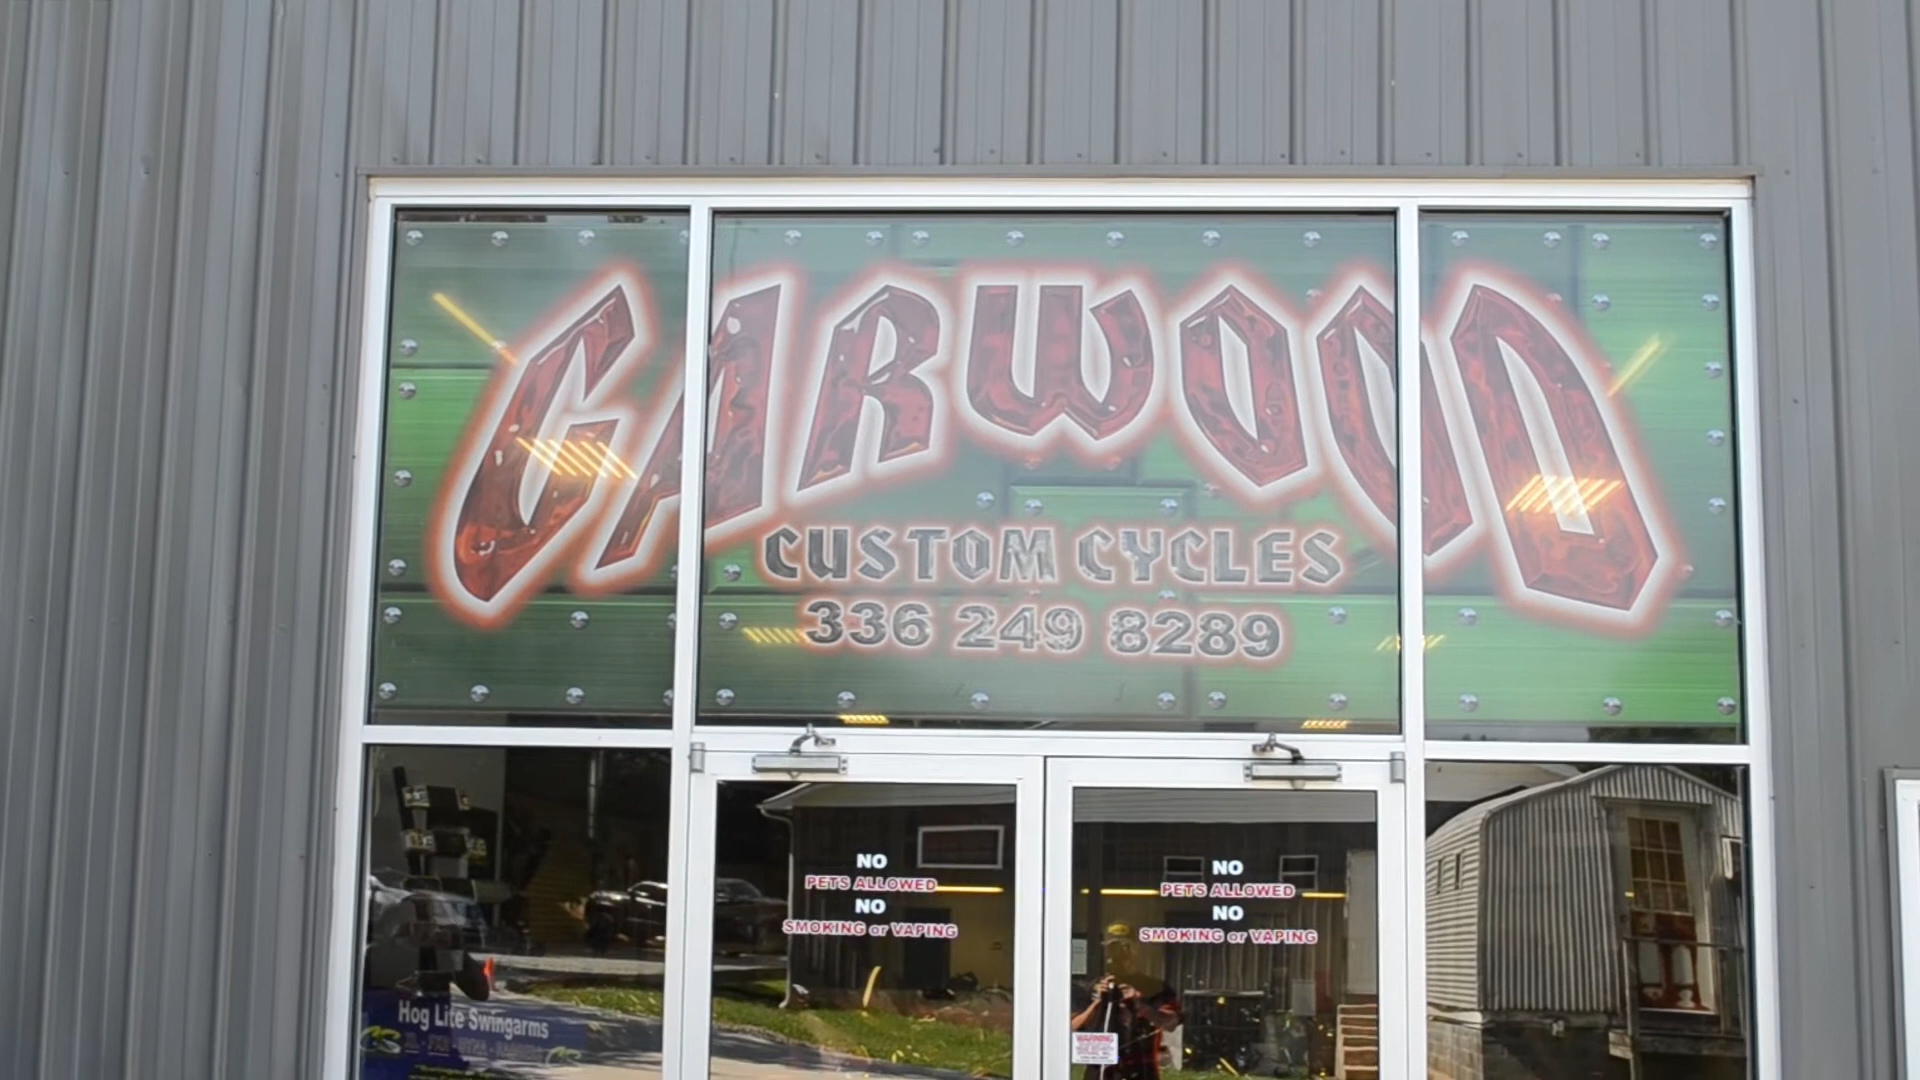 GARWOOD
CUSTOM CYCLES
336 249 8289
NO
PETS ALLOWED
NO
SMOKING or VAPING
NO
PETS ALLOWED
NO
SMOKING or VAPING
Hog Lite Swingarms
WARNING